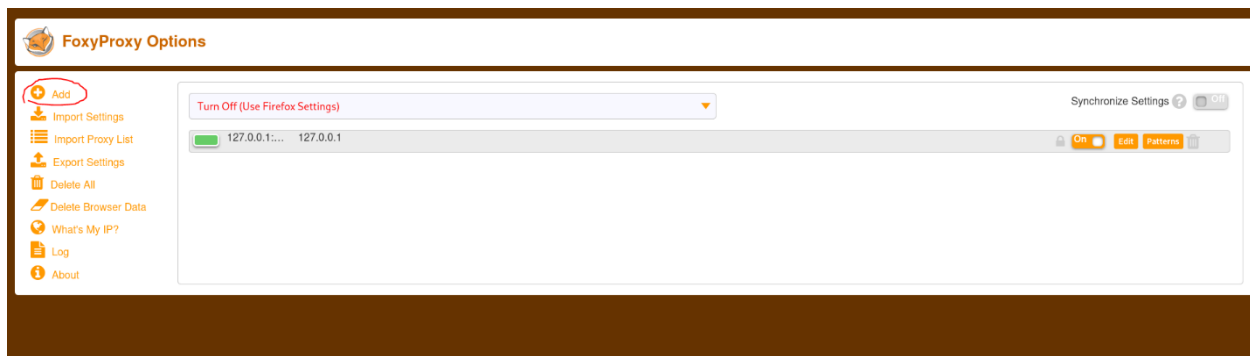 FoxyProxy Options
Add
Import Settings
Import Proxy List
Export Settings
Delete All
Delete Browser Data
What's My IP?
Log
About
Turn Off (Use Firefox Settings)
Synchronize Settings ? Off
127.0.0.1:... 127.0.0.1 On Edit Patterns